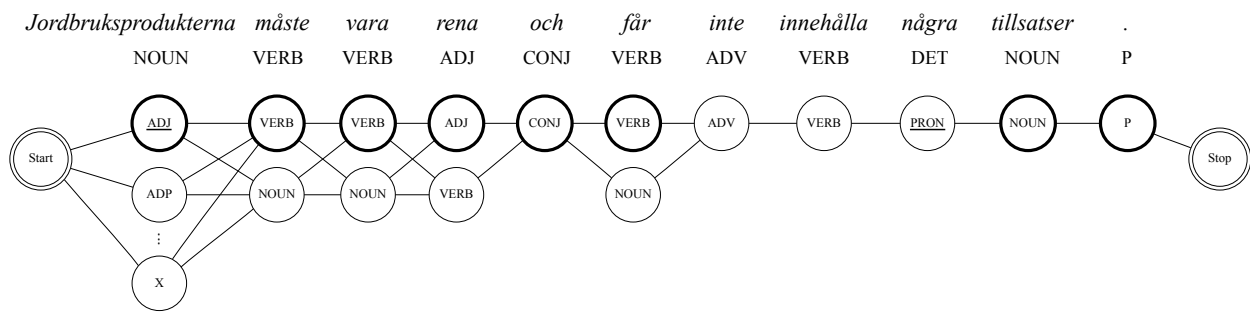 Jordbruksprodukterna måste vara rena och får inte innehålla några tillsatser .
NOUN VERB VERB ADJ CONJ VERB ADV VERB DET NOUN P
ADJ VERB VERB ADJ CONJ VERB ADV VERB PRON NOUN P
Start Stop
ADP NOUN NOUN VERB NOUN
⋮
X